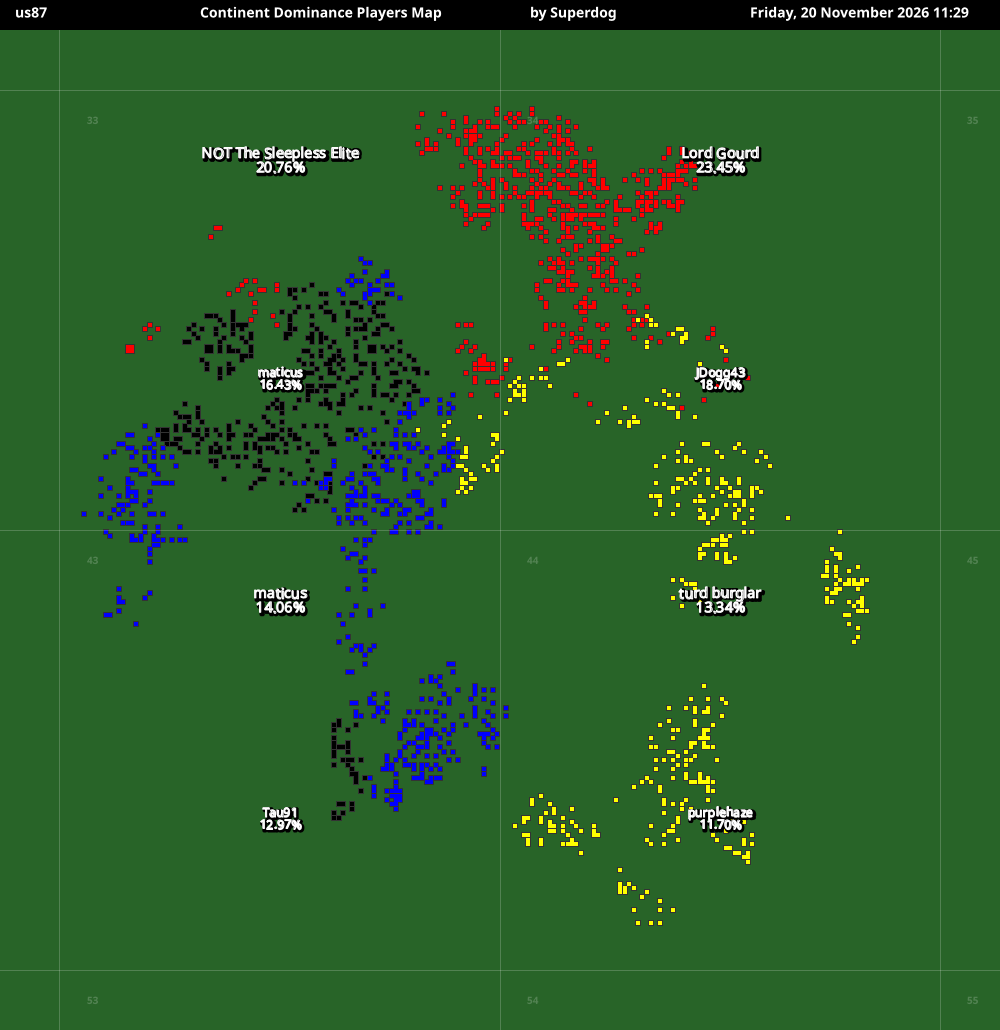 us87 Continent Dominance Players Map by Superdog Friday, 20 November 2026 11:29
33 34 35
NOT The Sleepless Elite Lord Gourd
20.76% 23.45%
maticus JDogg43
16.43% 18.70%
43 44 45
maticus turd burglar
14.06% 13.34%
Tau91 purplehaze
12.97% 11.70%
53 54 55